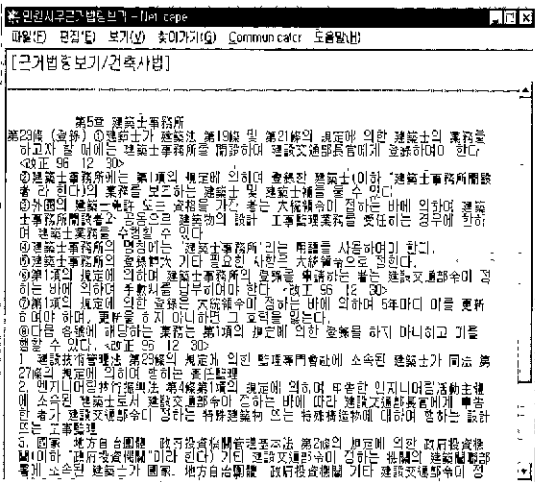 민원사무근거법령보기 - Netscape
파일(F) 편집(E) 보기(V) 찾아가기(G) Communicator 도움말(H)
[근거법령보기/건축사법]
第5章 建築士事務所
第23條 (登錄) ①建築士가 建築法 第19條 및 第21條의 規定에 의한 建築士의 業務를
하고자 할 때에는 建築士事務所를 開設하여 建設交通部長官에게 登錄하여야 한다
<改正 96 12 30>
②建築士事務所에는 第1項의 規定에 의하여 登錄한 建築士(이하 "建築士事務所開設
者"라 한다)의 業務를 보조하는 建築士 및 建築士補를 둘 수 있다
③外國의 建築士免許 또는 資格을 가진 者는 大統領令이 정하는 바에 의하여 建築
士事務所開設者와 공동으로 建築物의 設計 工事監理業務를 受任하는 경우에 한하
여 建築士業務를 수행할 수 있다
④建築士事務所의 명칭에는 "建築士事務所"라는 用語를 사용하여야 한다.
⑤建築士事務所의 登錄 기타 필요한 사항은 大統領令으로 정한다.
⑥第1項의 規定에 의하여 建築士事務所의 登錄을 申請하는 者는 建設交通部令이 정
하는 바에 의하여 手數料를 납부하여야 한다 <改正 96 12 30>
⑦第1項의 規定에 의한 登錄은 大統領令이 정하는 바에 의하여 5年마다 이를 更新
하여야 하며, 更新을 하지 아니하면 그 효력을 잃는다.
⑧다음 各號에 해당하는 業務는 第1項의 規定에 의한 登錄을 하지 아니하고 이를
행할 수 있다. <改正 96 12 30>
1 建設技術管理法 第28條의 規定에 의한 監理專門會社에 소속된 建築士가 同法 第
27條의 規定에 의하여 행하는 責任監理
2. 엔지니어링技術振興法 第4條第1項의 規定에 의하여 申告한 엔지니어링活動主體
에 소속된 建築士로서 建設交通部令이 정하는 바에 따라 建設交通部長官에게 申告
한 者가 建設交通部令이 정하는 特殊建築物 또는 特殊構造物에 대하여 행하는 設計
또는 工事監理
3. 國家 地方自治團體 政府投資機關管理基本法 第2條의 規定에 의한 政府投資機
關(이하 "政府投資機關"이라 한다) 기타 建設交通部令이 정하는 機關의 建築關聯部
署에 소속된 建築士가 國家, 地方自治團體 政府投資機關 기타 建設交通部令이 정